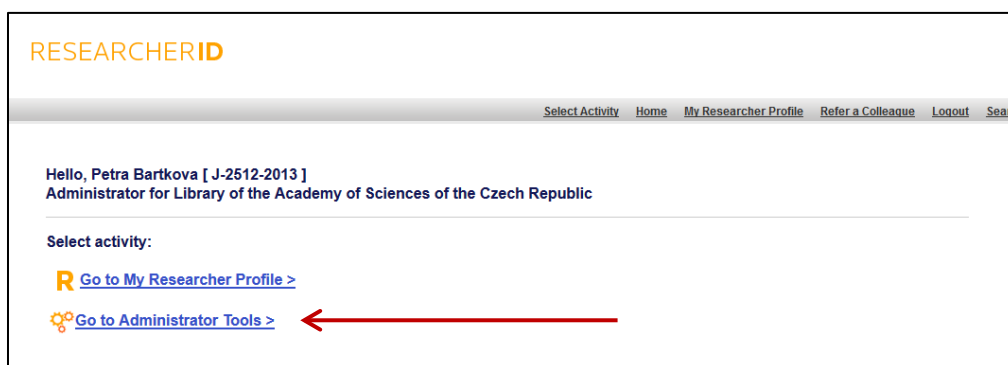 RESEARCHERID
Select Activity Home My Researcher Profile Refer a Colleague Logout
Hello, Petra Bartkova [ J-2512-2013 ]
Administrator for Library of the Academy of Sciences of the Czech Republic
Select activity:
R Go to My Researcher Profile >
Go to Administrator Tools >